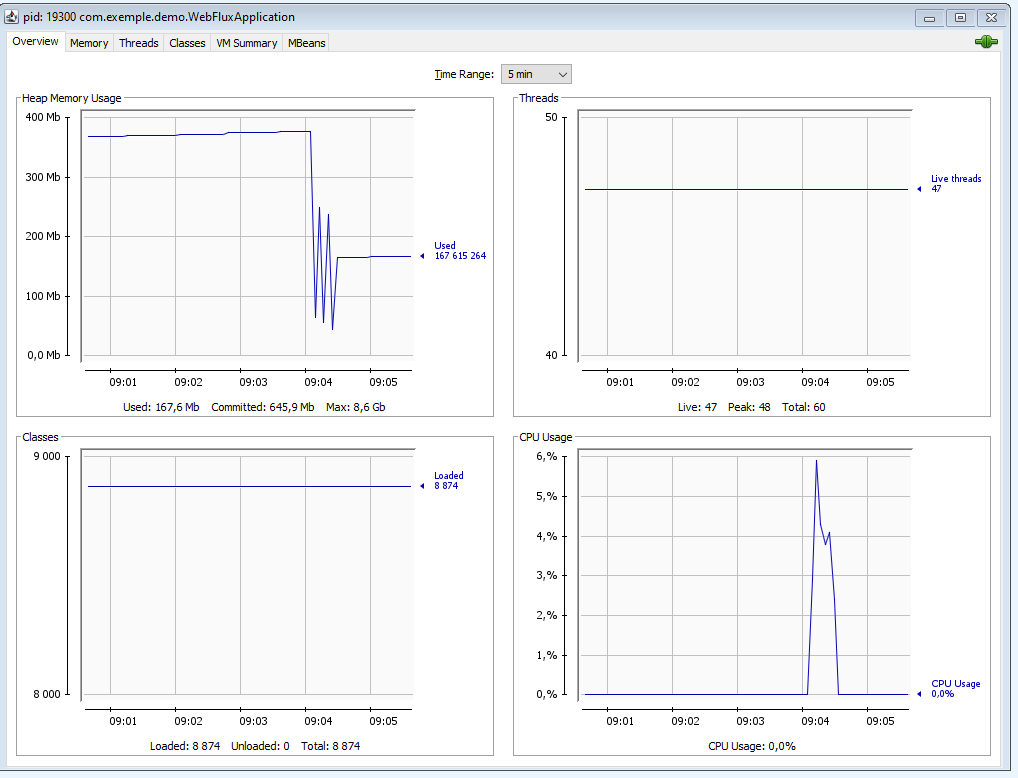 pid: 19300 com.exemple.demo.WebFluxApplication
Overview Memory Threads Classes VM Summary MBeans
Time Range: 5 min
Heap Memory Usage
400 Mb
300 Mb
200 Mb
100 Mb
0,0 Mb
Used
167 615 264
09:01 09:02 09:03 09:04 09:05
Used: 167,6 Mb Committed: 645,9 Mb Max: 8,6 Gb
Threads
50
40
Live threads
47
09:01 09:02 09:03 09:04 09:05
Live: 47 Peak: 48 Total: 60
Classes
9 000
8 000
Loaded
8 874
09:01 09:02 09:03 09:04 09:05
Loaded: 8 874 Unloaded: 0 Total: 8 874
CPU Usage
6,%
5,%
4,%
3,%
2,%
1,%
0,%
CPU Usage
0,0%
09:01 09:02 09:03 09:04 09:05
CPU Usage: 0,0%